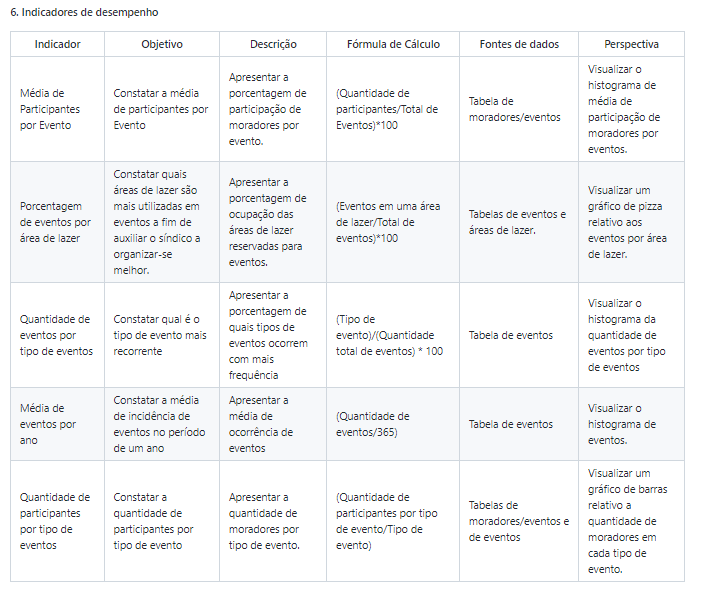 6. Indicadores de desempenho
Indicador
Objetivo
Descrição
Fórmula de Cálculo
Fontes de dados
Perspectiva
Média de
Participantes
por Evento
Constatar a média
de participantes por
Evento
Apresentar a
porcentagem de
participação de
moradores por
evento.
(Quantidade de
participantes/Total de
Eventos)*100
Tabela de
moradores/eventos
Visualizar o
histograma de
média de
participação de
moradores por
eventos.
Porcentagem
de eventos por
área de lazer
Constatar quais
áreas de lazer são
mais utilizadas em
eventos a fim de
auxiliar o síndico a
organizar-se
melhor.
Apresentar a
porcentagem de
ocupação das
áreas de lazer
reservadas para
eventos.
(Eventos em uma área
de lazer/Total de
eventos)*100
Tabelas de eventos e
áreas de lazer.
Visualizar um
gráfico de pizza
relativo aos
eventos por área
de lazer.
Quantidade de
eventos por
tipo de eventos
Constatar qual é o
tipo de evento mais
recorrente
Apresentar a
porcentagem de
quais tipos de
eventos ocorrem
com mais
frequência
(Tipo de
evento)/(Quantidade
total de eventos) * 100
Tabela de eventos
Visualizar o
histograma da
quantidade de
eventos por tipo
de eventos
Média de
eventos por
ano
Constatar a média
de incidência de
eventos no período
de um ano
Apresentar a
média de
ocorrência de
eventos
(Quantidade de
eventos/365)
Tabela de eventos
Visualizar o
histograma de
eventos.
Quantidade de
participantes
por tipo de
eventos
Constatar a
quantidade de
participantes por
tipo de evento
Apresentar a
quantidade de
moradores por
tipo de evento.
(Quantidade de
participantes por tipo
de evento/Tipo de
evento)
Tabelas de
moradores/eventos e
de eventos
Visualizar um
gráfico de barras
relativo a
quantidade de
moradores em
cada tipo de
evento.